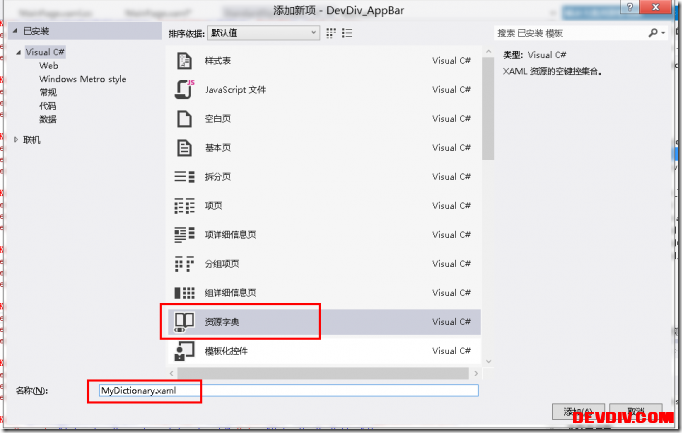 添加新项 - DevDiv_AppBar
已安装
排序依据: 默认值
搜索 已安装 模板
Visual C#
Web
Windows Metro style
常规
代码
数据
联机
样式表 Visual C#
JavaScript 文件 Visual C#
空白页 Visual C#
基本页 Visual C#
拆分页 Visual C#
项页 Visual C#
项详细信息页 Visual C#
分组项页 Visual C#
组详细信息页 Visual C#
资源字典 Visual C#
模板化控件 Visual C#
类型: Visual C#
XAML 资源的空键控集合。
名称(N): MyDictionary.xaml
添加(A) 取消
DEVDIV.COM